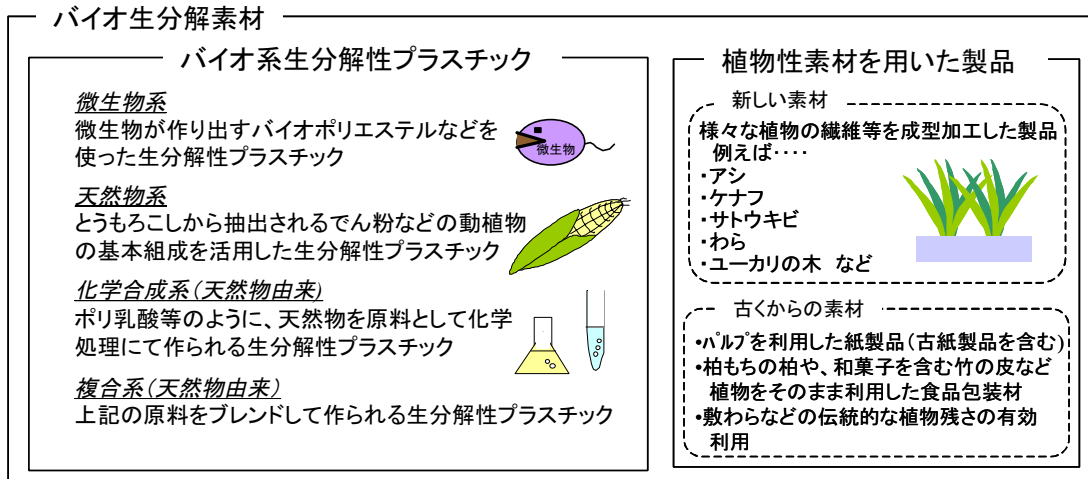 バイオ生分解素材
バイオ系生分解性プラスチック
微生物系
微生物が作り出すバイオポリエステルなどを
使った生分解性プラスチック
微生物
天然物系
とうもろこしから抽出されるでん粉などの動植物
の基本組成を活用した生分解性プラスチック
化学合成系(天然物由来)
ポリ乳酸等のように、天然物を原料として化学
処理にて作られる生分解性プラスチック
複合系(天然物由来)
上記の原料をブレンドして作られる生分解性プラスチック
植物性素材を用いた製品
新しい素材
様々な植物の繊維等を成型加工した製品
例えば‥‥
・アシ
・ケナフ
・サトウキビ
・わら
・ユーカリの木 など
古くからの素材
•パルプを利用した紙製品(古紙製品を含む)
•柏もちの柏や、和菓子を含む竹の皮など
植物をそのまま利用した食品包装材
•敷わらなどの伝統的な植物残さの有効
利用